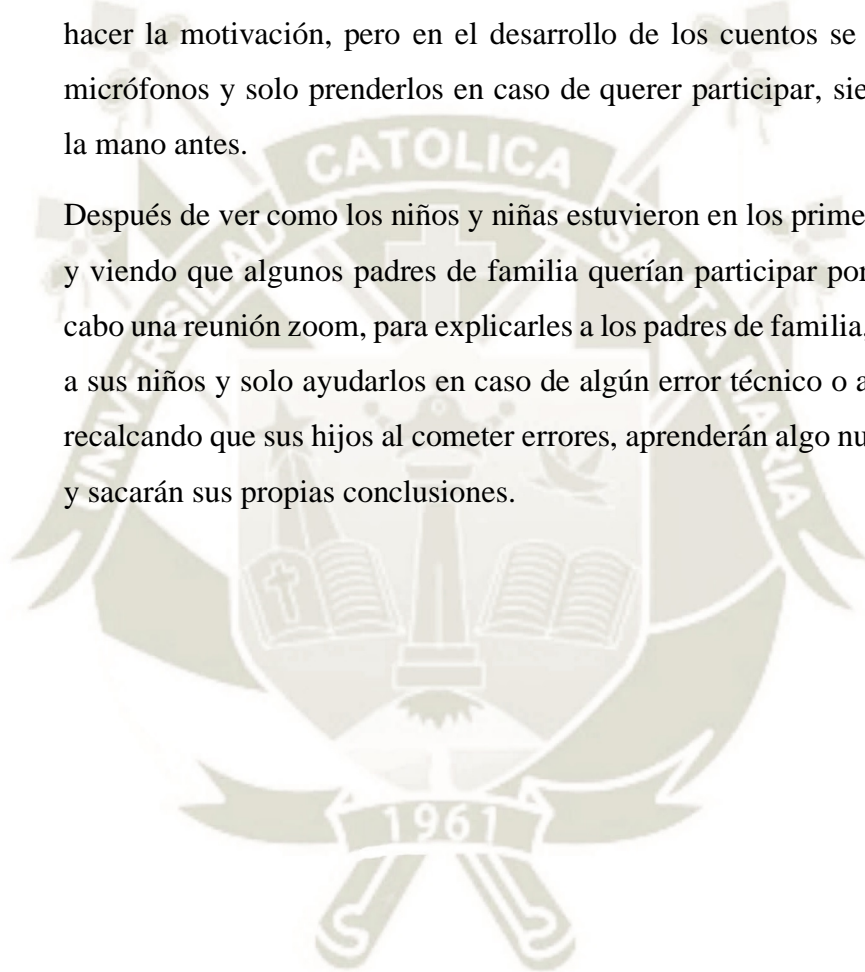 hacer la motivación, pero en el desarrollo de los cuentos se
micrófonos y solo prenderlos en caso de querer participar, sie
la mano antes.
CATOLICA
UNIVERSIDAD
SANTA MARIA
Después de ver como los niños y niñas estuvieron en los prime
y viendo que algunos padres de familia querían participar por
cabo una reunión zoom, para explicarles a los padres de familia,
a sus niños y solo ayudarlos en caso de algún error técnico o a
recalcando que sus hijos al cometer errores, aprenderán algo nu
y sacarán sus propias conclusiones.
1961